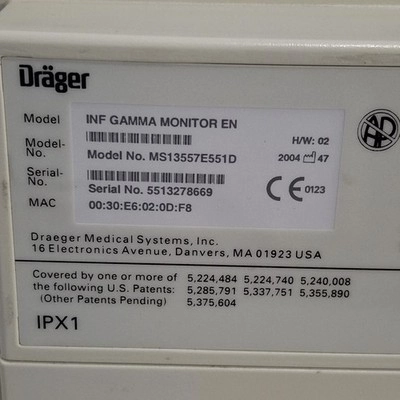 Dräger
Model INF GAMMA MONITOR EN
H/W: 02
Model-No. Model No. MS13557E551D 2004 47
Serial-No. Serial No. 5513278669
CE 0123
MAC 00:30:E6:02:0D:F8
Draeger Medical Systems, Inc.
16 Electronics Avenue, Danvers, MA 01923 USA
Covered by one or more of 5,224,484 5,224,740 5,240,008
the following U.S. Patents: 5,285,791 5,337,751 5,355,890
(Other Patents Pending) 5,375,604
IPX1